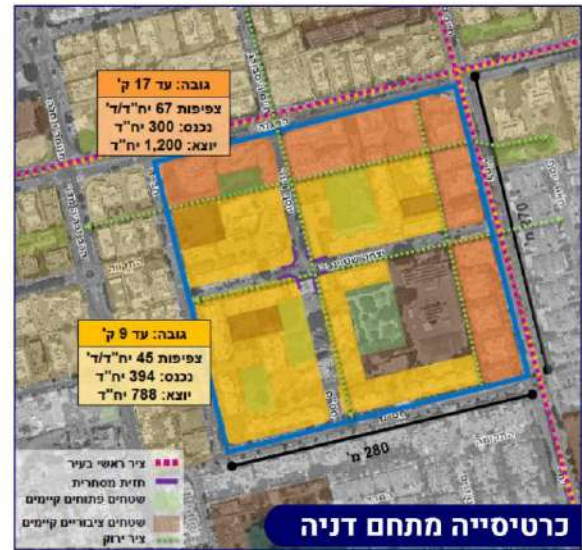 גובה: עד 17 ק'
צפיפות 67 יח"ד/ד'
נכנס: 300 יח"ד
יוצא: 1,200 יח"ד
370 מ'
גובה: עד 9 ק'
צפיפות 45 יח"ד/ד'
נכנס: 394 יח"ד
יוצא: 788 יח"ד
280 מ'
ציר ראשי בעיר
חזית מסחרית
שטחים פתוחים קיימים
שטחים ציבוריים קיימים
ציר ירוק
כרטיסייה מתחם דניה